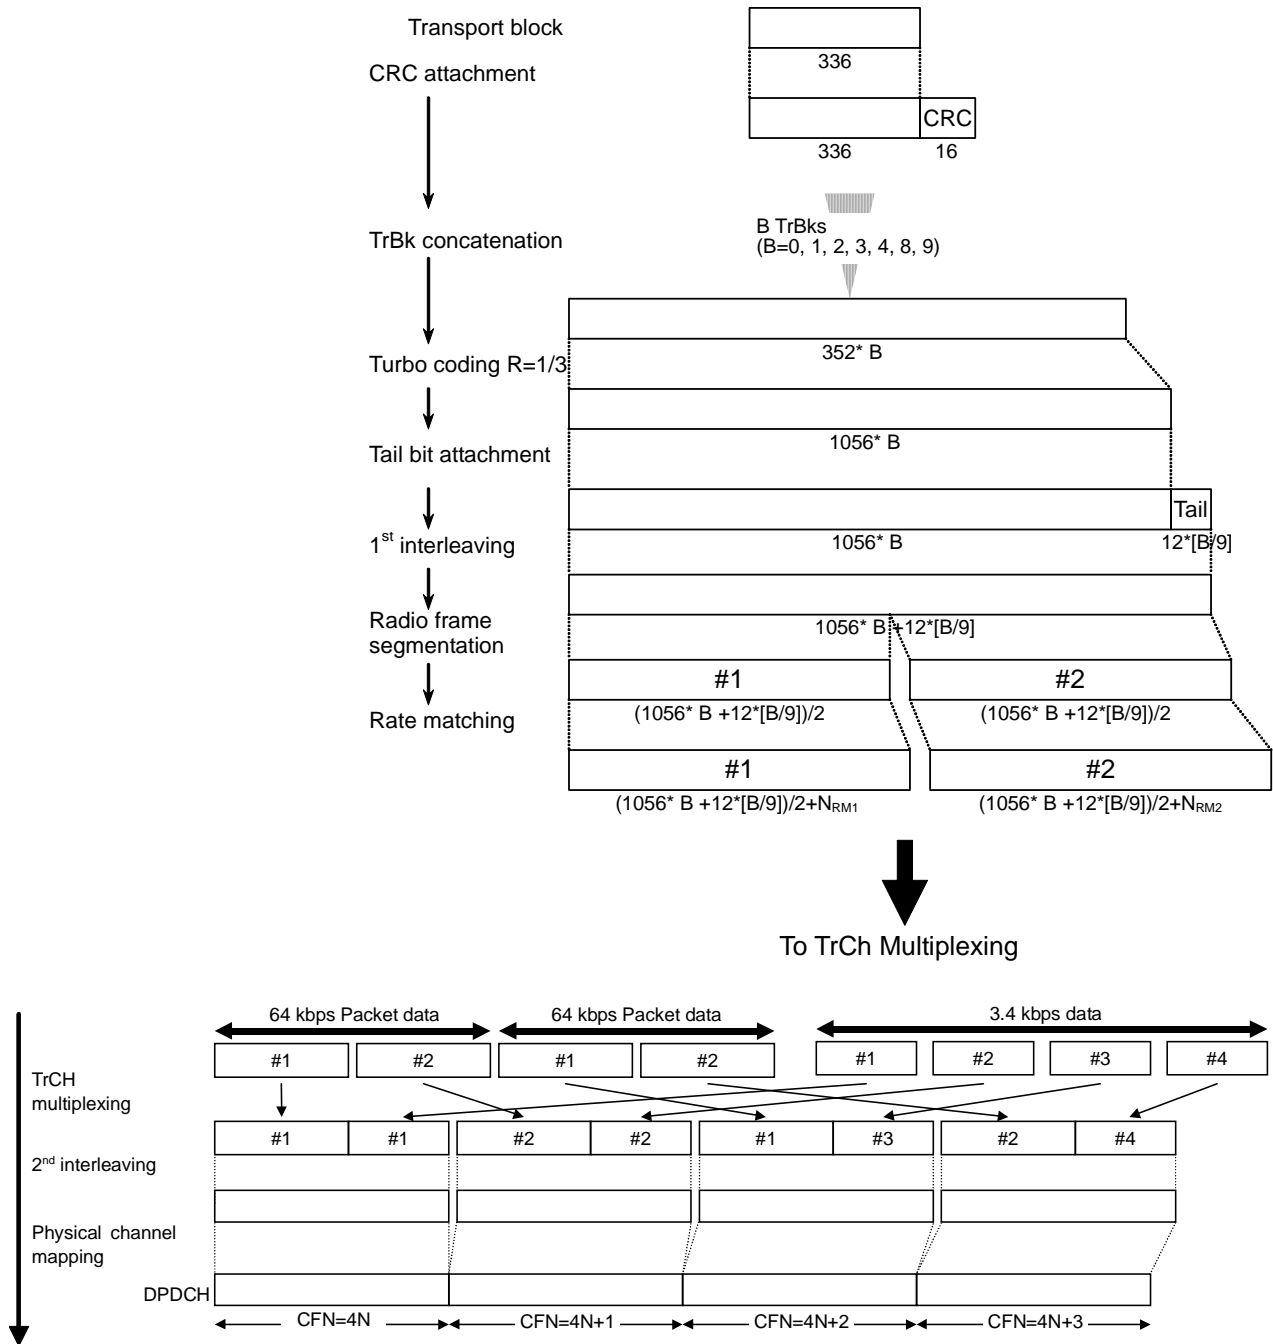 Transport block
336
CRC attachment
CRC
336
16
B TrBks
(B=0, 1, 2, 3, 4, 8, 9)
TrBk concatenation
352* B
Turbo coding R=1/3
1056* B
Tail bit attachment
Tail
1056* B
12*[B/9]
1st interleaving
1056* B +12*[B/9]
Radio frame
segmentation
#1
#2
(1056* B +12*[B/9])/2
(1056* B +12*[B/9])/2
Rate matching
#1
#2
(1056* B +12*[B/9])/2+NRM1
(1056* B +12*[B/9])/2+NRM2
To TrCh Multiplexing
64 kbps Packet data
64 kbps Packet data
3.4 kbps data
#1
#2
#1
#2
#1
#2
#3
#4
TrCH
multiplexing
#1
#1
#2
#2
#1
#3
#2
#4
2nd interleaving
Physical channel
mapping
DPDCH
CFN=4N
CFN=4N+1
CFN=4N+2
CFN=4N+3